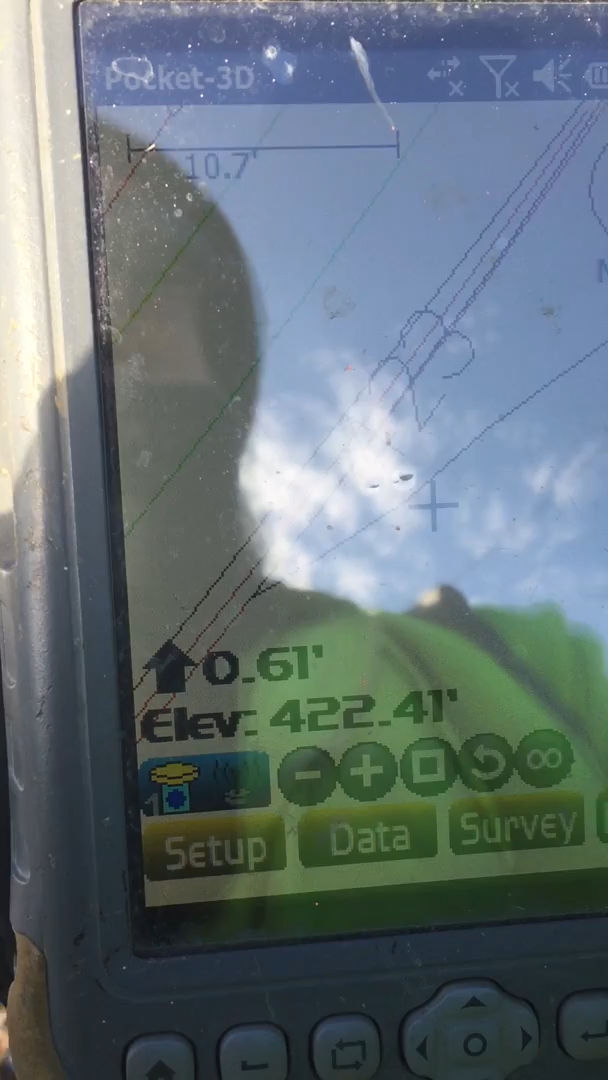 Pocket-3D
10.7'
0.61'
Elev: 422.41'
Setup Data Survey